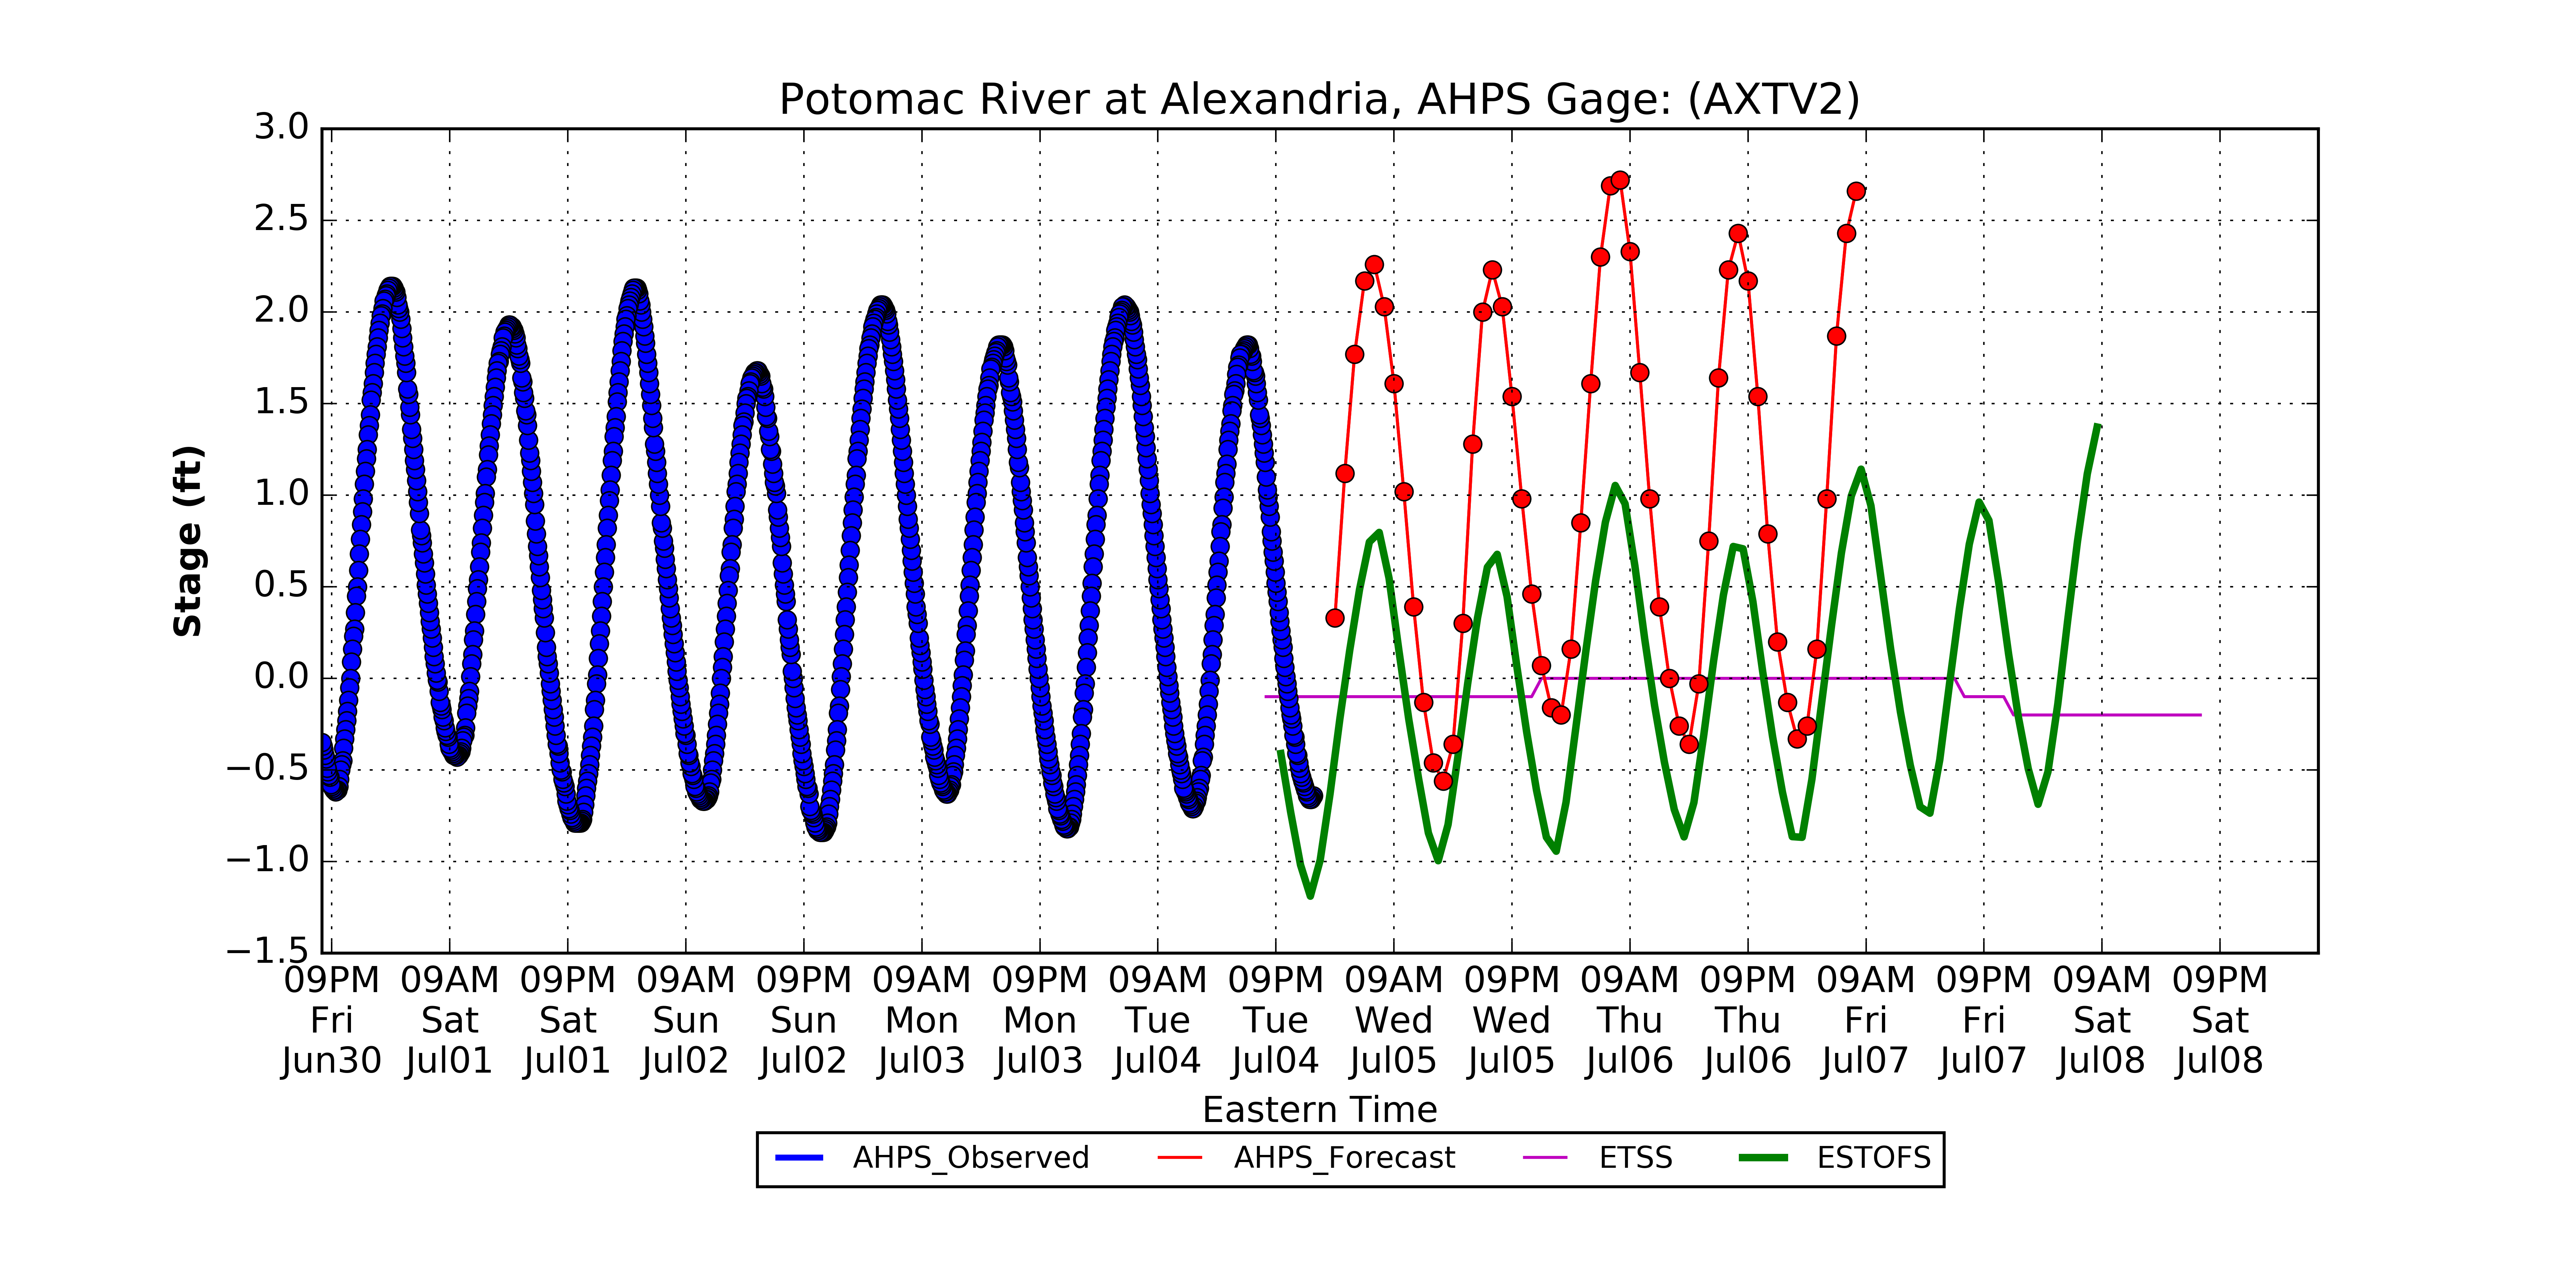 Potomac River at Alexandria, AHPS Gage: (AXTV2)
3.0
2.5
2.0
1.5
1.0
0.5
0.0
−0.5
−1.0
−1.5
Stage (ft)
09PM 09AM 09PM 09AM 09PM 09AM 09PM 09AM 09PM 09AM 09PM 09AM 09PM 09AM 09PM 09AM 09PM
Fri Sat Sat Sun Sun Mon Mon Tue Tue Wed Wed Thu Thu Fri Fri Sat Sat
Jun30 Jul01 Jul01 Jul02 Jul02 Jul03 Jul03 Jul04 Jul04 Jul05 Jul05 Jul06 Jul06 Jul07 Jul07 Jul08 Jul08
Eastern Time
AHPS_Observed AHPS_Forecast ETSS ESTOFS